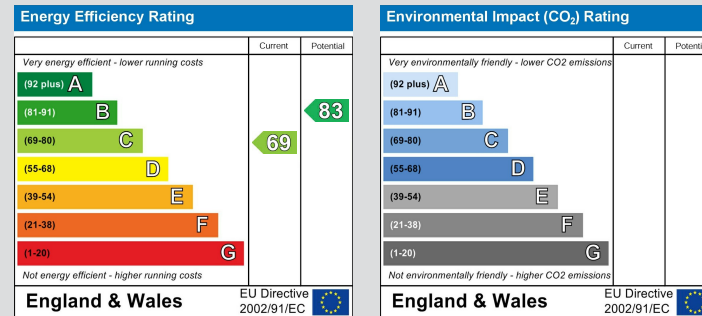 Energy Efficiency Rating
Current Potential
Very energy efficient - lower running costs
(92 plus) A
(81-91) B
83
(69-80) C
69
(55-68) D
(39-54) E
(21-38) F
(1-20) G
Not energy efficient - higher running costs
England & Wales
EU Directive
2002/91/EC
Environmental Impact (CO₂) Rating
Current Potenti
Very environmentally friendly - lower CO2 emissions
(92 plus) A
(81-91) B
(69-80) C
(55-68) D
(39-54) E
(21-38) F
(1-20) G
Not environmentally friendly - higher CO2 emissions
England & Wales
EU Directive
2002/91/EC